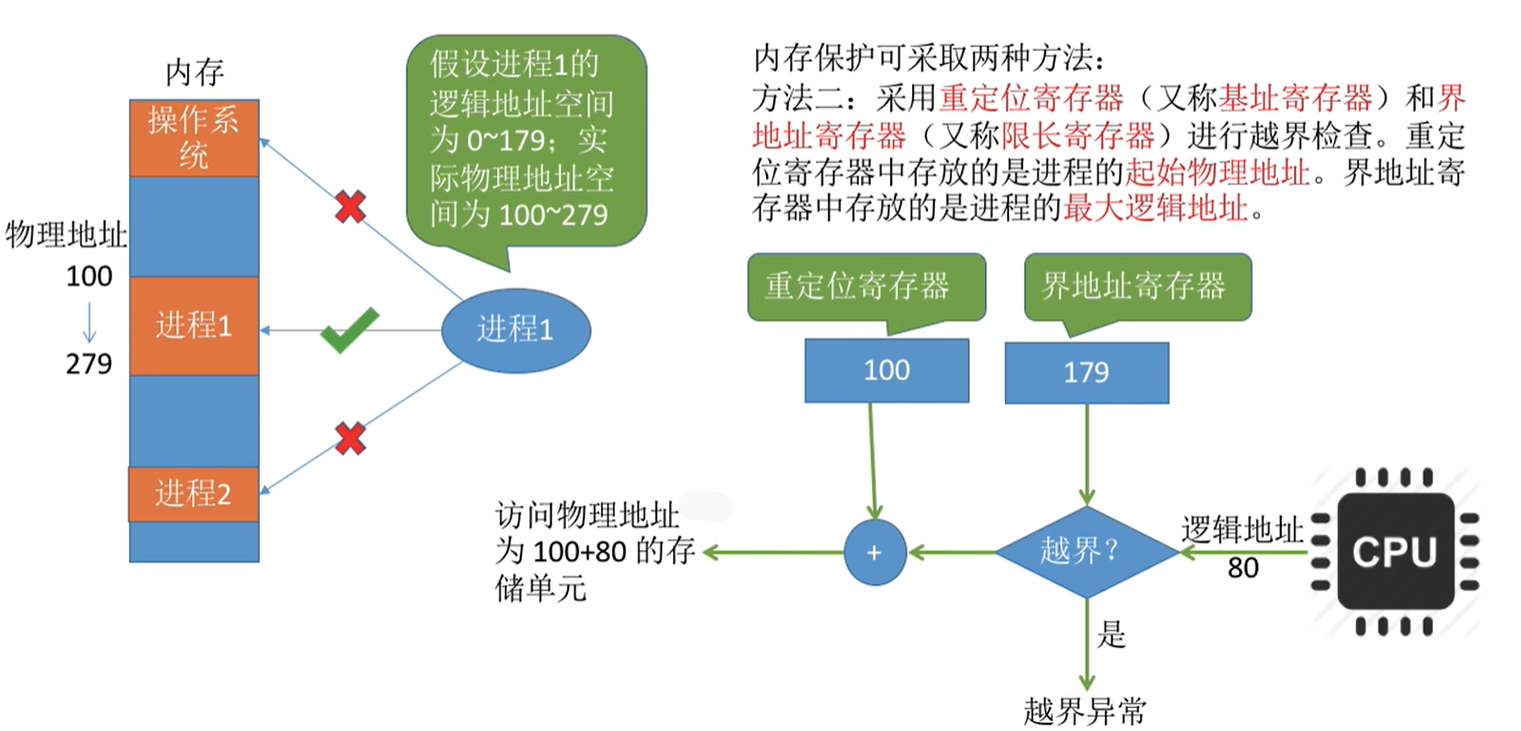 内存
操作系
统
物理地址
100
279
进程1
进程2
假设进程1的
逻辑地址空间
为 0~179；实
际物理地址空
间为 100~279
进程1
内存保护可采取两种方法：
方法二：采用重定位寄存器（又称基址寄存器）和界
地址寄存器（又称限长寄存器）进行越界检查。重定
位寄存器中存放的是进程的起始物理地址。界地址寄
存器中存放的是进程的最大逻辑地址。
重定位寄存器
界地址寄存器
100
179
访问物理地址
为 100+80 的存
储单元
+
越界？
逻辑地址
80
CPU
是
越界异常